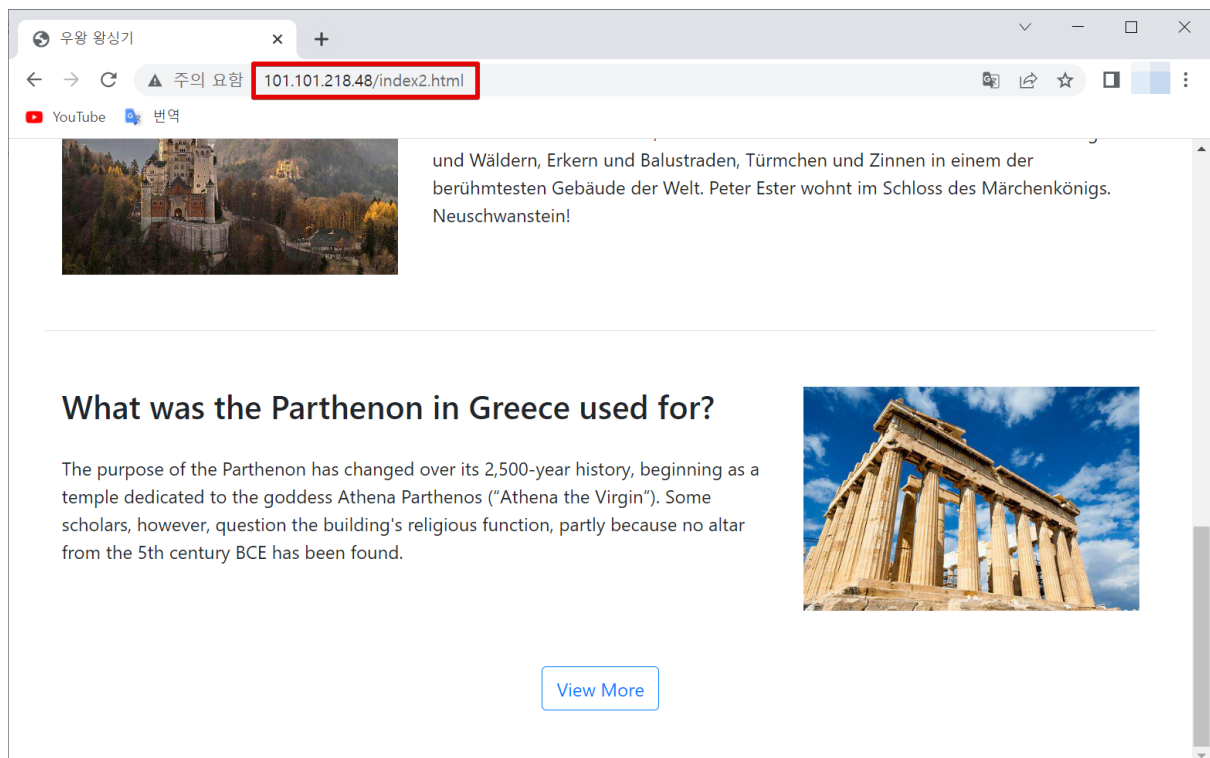 우왕 왕싱기
주의 요함 101.101.218.48/index2.html
YouTube 번역
und Wäldern, Erkern und Balustraden, Türmchen und Zinnen in einem der
berühmtesten Gebäude der Welt. Peter Ester wohnt im Schloss des Märchenkönigs.
Neuschwanstein!
What was the Parthenon in Greece used for?
The purpose of the Parthenon has changed over its 2,500-year history, beginning as a
temple dedicated to the goddess Athena Parthenos (“Athena the Virgin”). Some
scholars, however, question the building's religious function, partly because no altar
from the 5th century BCE has been found.
View More